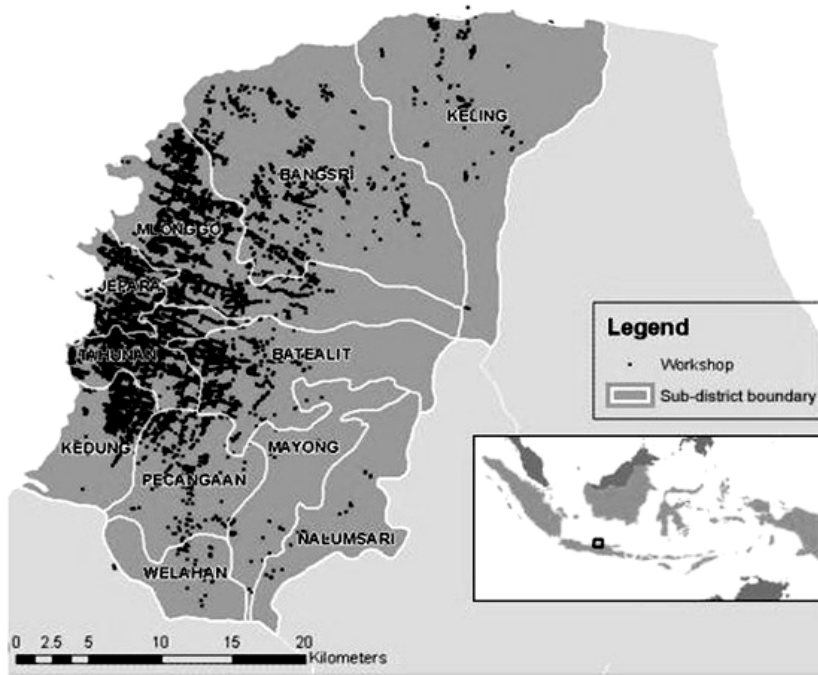 KELING
BANGSRI
MLONGGO
JEPARA
TAHUNAN
BATEALIT
KEDUNG
MAYONG
PECANGAAN
NALUMSARI
WELAHAN
Legend
Workshop
Sub-district boundary
0 2.5 5 10 15 20
Kilometers